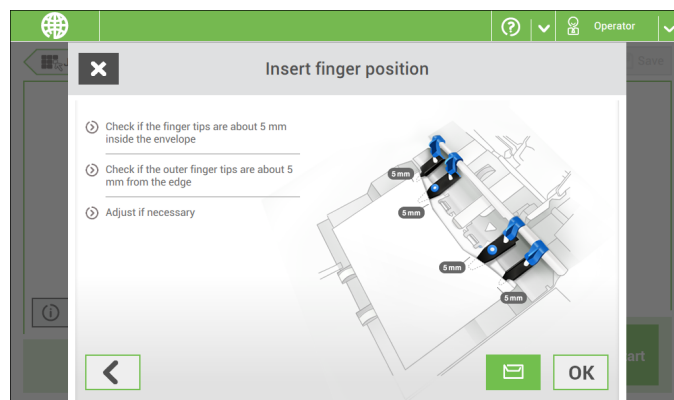 Operator
Save
Insert finger position
Check if the finger tips are about 5 mm
inside the envelope
Check if the outer finger tips are about 5
mm from the edge
Adjust if necessary
5 mm
5 mm
5 mm
5 mm
art
OK